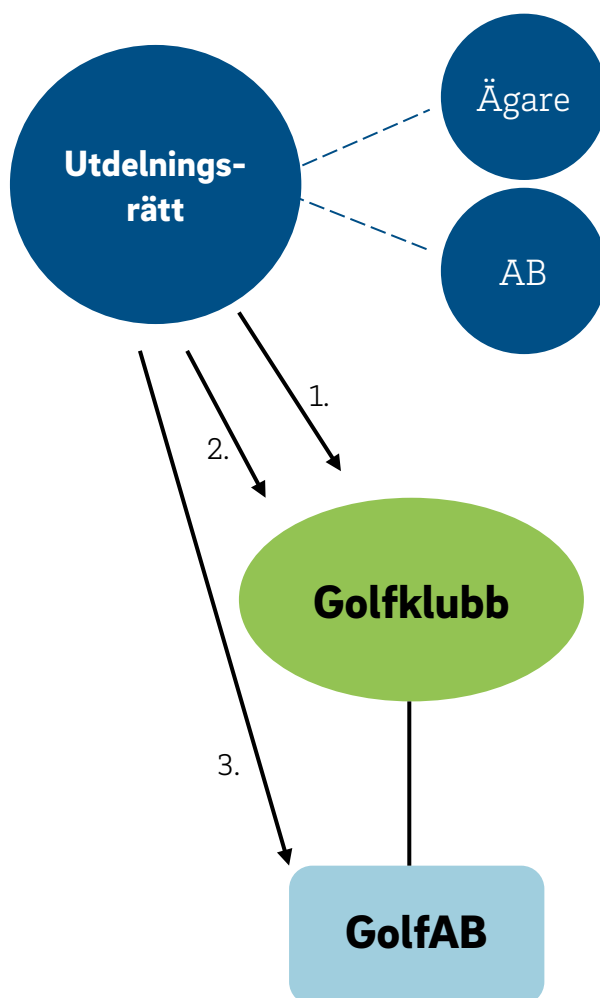 Ägare
Utdelnings-
rätt
AB
1.
2.
Golfklubb
3.
GolfAB